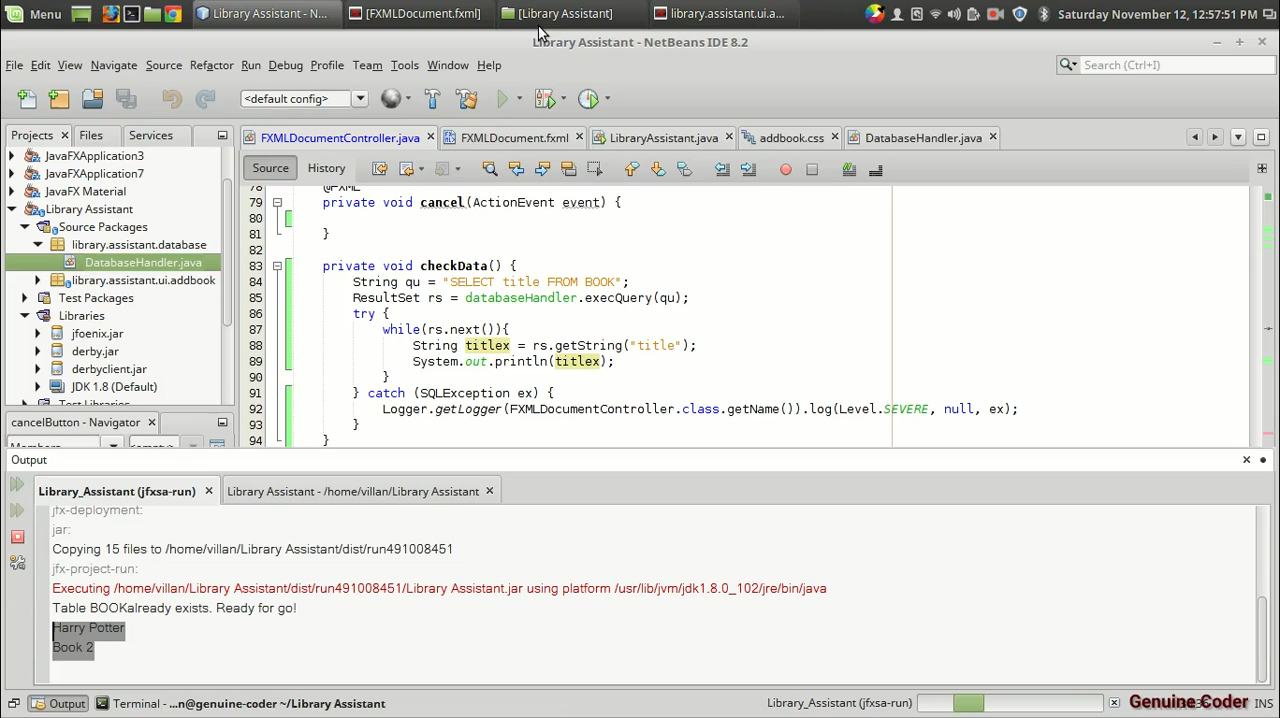 Menu
Library Assistant - N...
[FXMLDocument.fxml]
[Library Assistant]
library.assistant.ui.a...
Saturday November 12, 12:57:51
Library Assistant - NetBeans IDE 8.2
File Edit View Navigate Source Refactor Run Debug Profile Team Tools Window Help
Search (Ctrl+I)
<default config>
Projects Files Services
FXMLDocumentController.java FXMLDocument.fxml LibraryAssistant.java addbook.css DatabaseHandler.java
Source History
JavaFXApplication3
JavaFXApplication7
JavaFX Material
Library Assistant
Source Packages
library.assistant.database
DatabaseHandler.java
library.assistant.ui.addbook
Test Packages
Libraries
jfoenix.jar
derby.jar
derbyclient.jar
JDK 1.8 (Default)
Test Libraries
cancelButton - Navigator
Members <empty>
78 @FXML
79 private void cancel(ActionEvent event) {
80
81 }
82
83 private void checkData() {
84 String qu = "SELECT title FROM BOOK";
85 ResultSet rs = databaseHandler.execQuery(qu);
86 try {
87 while(rs.next()){
88 String titlex = rs.getString("title");
89 System.out.println(titlex);
90 }
91 } catch (SQLException ex) {
92 Logger.getLogger(FXMLDocumentController.class.getName()).log(Level.SEVERE, null, ex);
93 }
94 }
Output
Library_Assistant (jfxsa-run) Library Assistant - /home/villan/Library Assistant
jfx-deployment:
jar:
Copying 15 files to /home/villan/Library Assistant/dist/run491008451
jfx-project-run:
Executing /home/villan/Library Assistant/dist/run491008451/Library Assistant.jar using platform /usr/lib/jvm/jdk1.8.0_102/jre/bin/java
Table BOOKalready exists. Ready for go!
Harry Potter
Book 2
Output Terminal - ...n@genuine-coder ~/Library Assistant
Library_Assistant (jfxsa-run)
Genuine Coder
INS